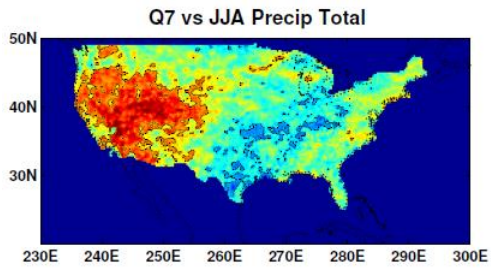 Q7 vs JJA Precip Total
50N
40N
30N
230E 240E 250E 260E 270E 280E 290E 300E